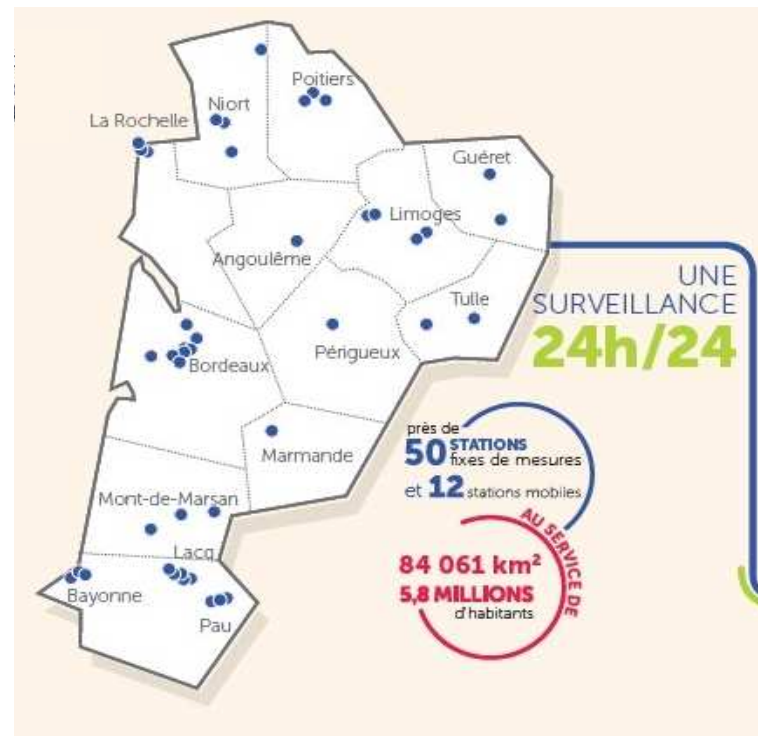 Poitiers
Niort
La Rochelle
Guéret
Limoges
Angoulême
Tulle
Périgueux
Bordeaux
Marmande
Mont-de-Marsan
Lacq
Bayonne
Pau
UNE
SURVEILLANCE
24h/24
près de
50 STATIONS
fixes de mesures
et 12 stations mobiles
AU SERVICE DE
84 061 km²
5,8 MILLIONS
d'habitants